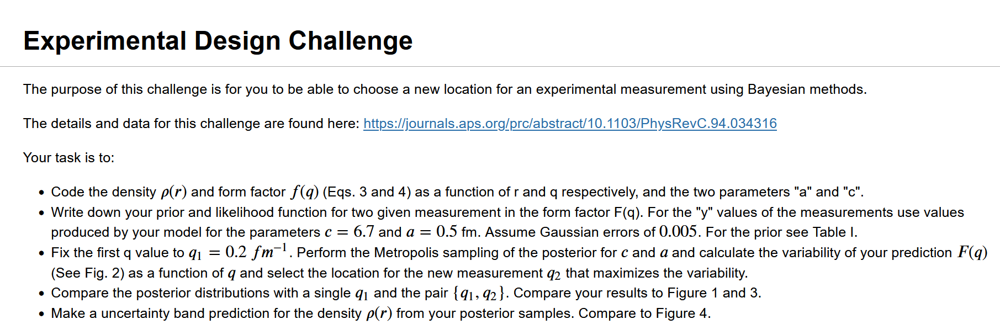 Experimental Design Challenge
The purpose of this challenge is for you to be able to choose a new location for an experimental measurement using Bayesian methods.
The details and data for this challenge are found here: https://journals.aps.org/prc/abstract/10.1103/PhysRevC.94.034316
Your task is to:
• Code the density ρ(r) and form factor f(q) (Eqs. 3 and 4) as a function of r and q respectively, and the two parameters "a" and "c".
• Write down your prior and likelihood function for two given measurement in the form factor F(q). For the "y" values of the measurements use values
produced by your model for the parameters c = 6.7 and a = 0.5 fm. Assume Gaussian errors of 0.005. For the prior see Table I.
• Fix the first q value to q₁ = 0.2 fm⁻¹. Perform the Metropolis sampling of the posterior for c and a and calculate the variability of your prediction F(q)
(See Fig. 2) as a function of q and select the location for the new measurement q₂ that maximizes the variability.
• Compare the posterior distributions with a single q₁ and the pair {q₁, q₂}. Compare your results to Figure 1 and 3.
• Make a uncertainty band prediction for the density ρ(r) from your posterior samples. Compare to Figure 4.